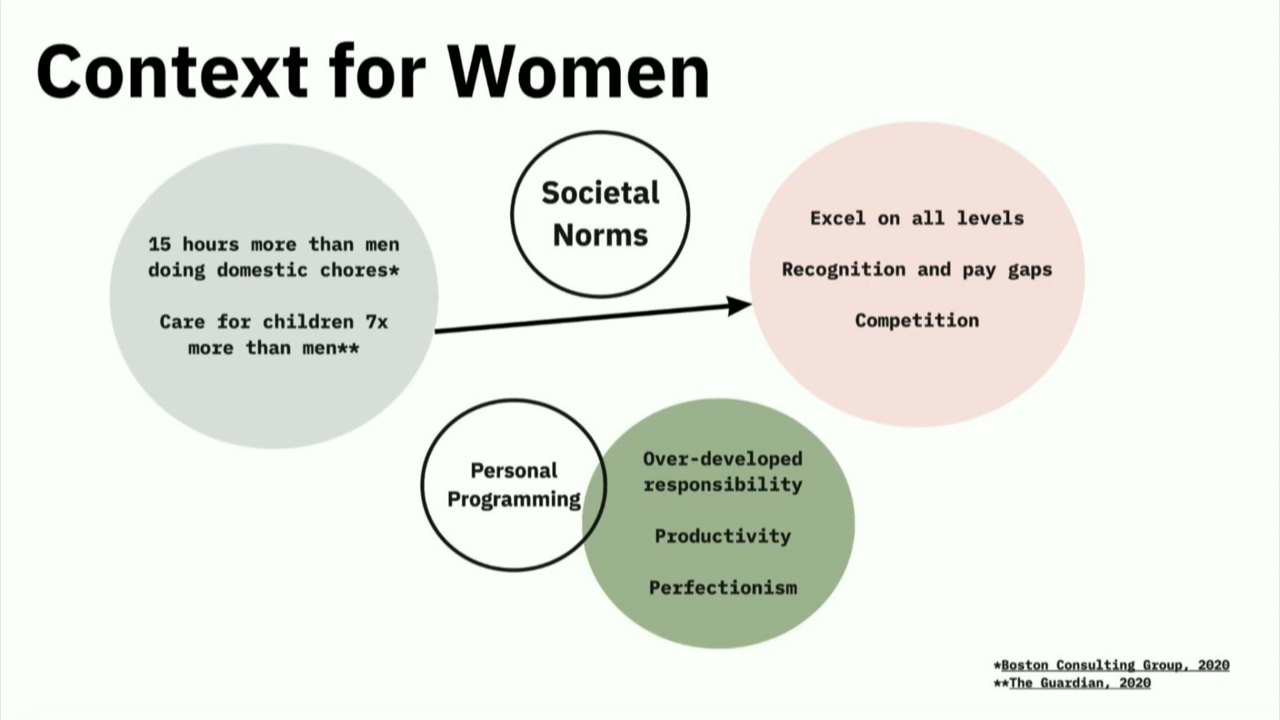 Context for Women
Societal
Norms
15 hours more than men
doing domestic chores*
Care for children 7x
more than men**
Excel on all levels
Recognition and pay gaps
Competition
Personal
Programming
Over-developed
responsibility
Productivity
Perfectionism
*Boston Consulting Group, 2020
**The Guardian, 2020